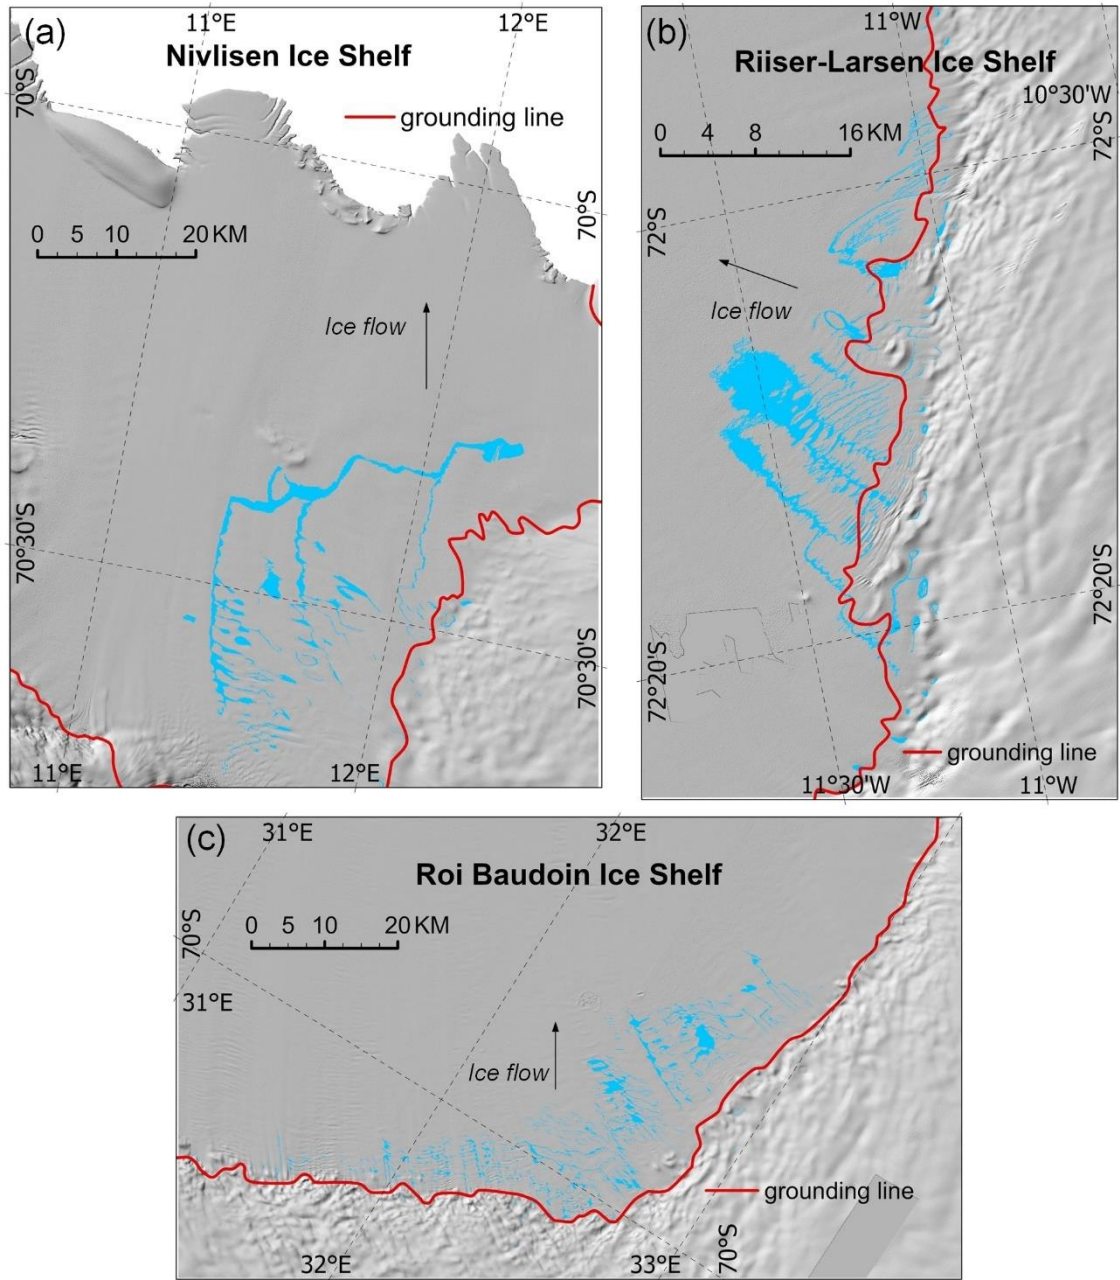 (a)
11°E
12°E
Nivlisen Ice Shelf
70°S
grounding line
70°S
0 5 10 20 KM
Ice flow
70°30'S
70°30'S
11°E
12°E
(b)
11°W
Riiser-Larsen Ice Shelf
10°30'W
0 4 8 16 KM
72°S
72°S
Ice flow
72°20'S
72°20'S
grounding line
11°30'W
11°W
(c)
31°E
32°E
Roi Baudoin Ice Shelf
0 5 10 20 KM
70°S
31°E
Ice flow
grounding line
32°E
33°E
70°S